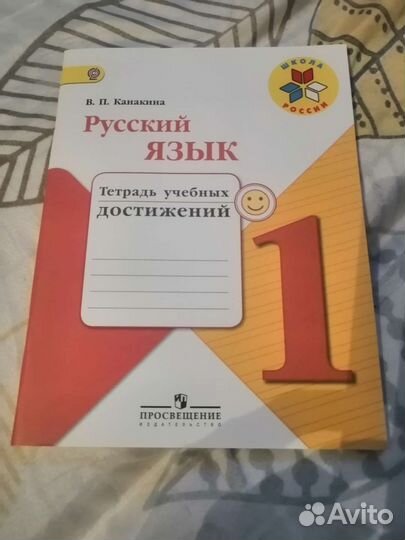 ШКОЛА
РОССИИ
В. П. Канакина
Русский
ЯЗЫК
Тетрадь учебных
достижений
1
ПРОСВЕЩЕНИЕ
ИЗДАТЕЛЬСТВО
Avito